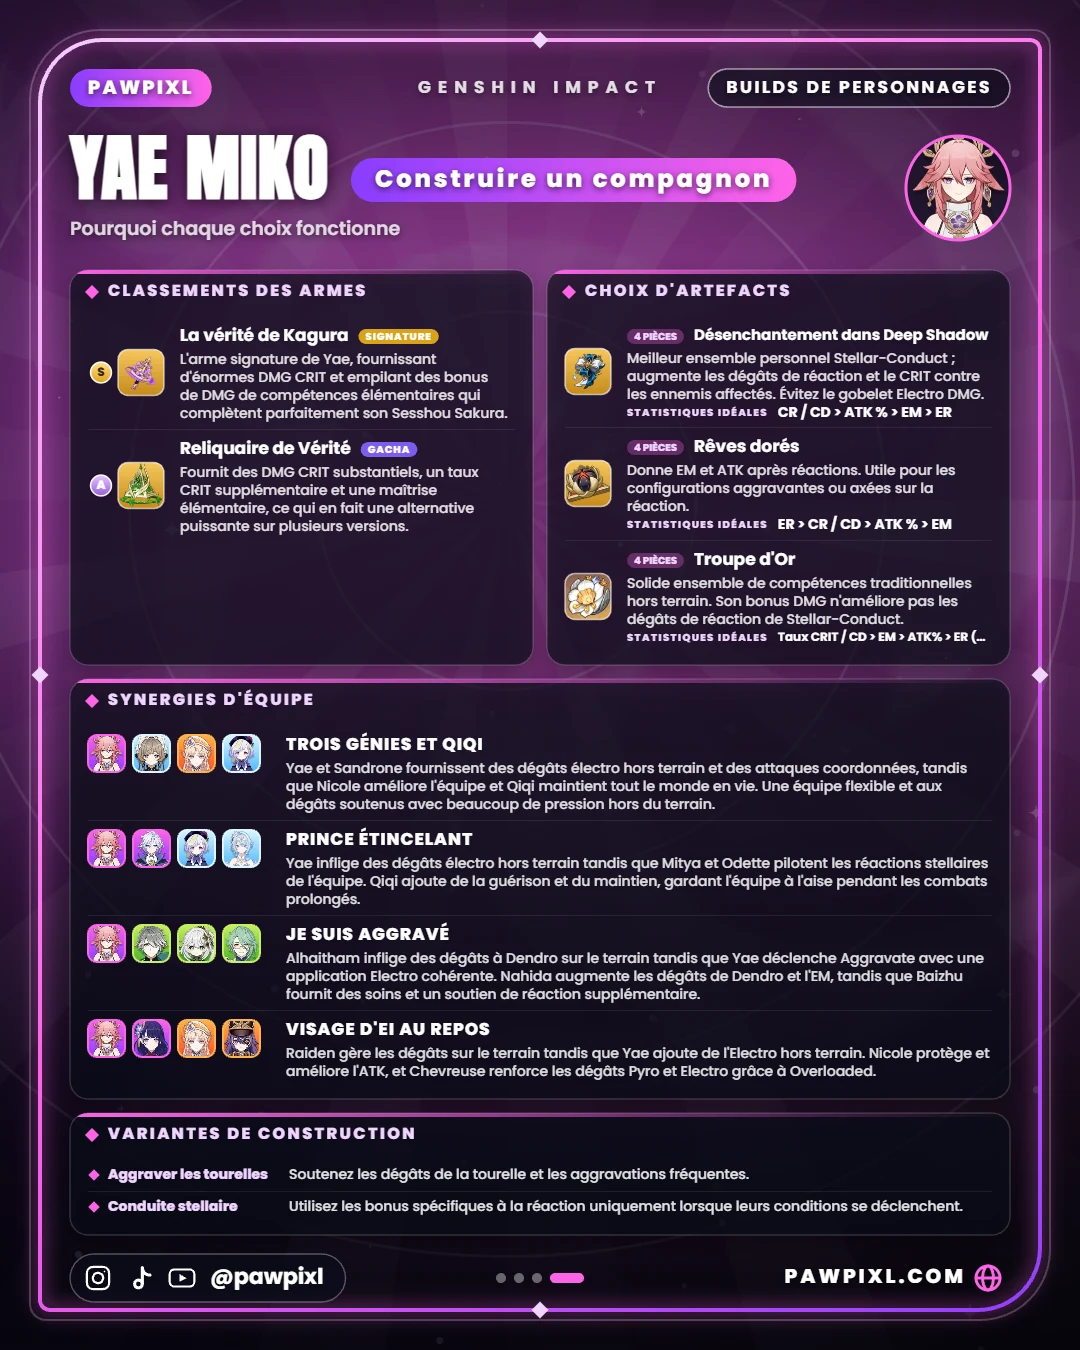 PAWPIXL
GENSHIN IMPACT
BUILDS DE PERSONNAGES
YAE MIKO
Construire un compagnon
Pourquoi chaque choix fonctionne
CLASSEMENTS DES ARMES
S
La vérité de Kagura
SIGNATURE
L'arme signature de Yae, fournissant
d'énormes DMG CRIT et empilant des bonus
de DMG de compétences élémentaires qui
complètent parfaitement son Sesshou Sakura.
A
Reliquaire de Vérité
GACHA
Fournit des DMG CRIT substantiels, un taux
CRIT supplémentaire et une maîtrise
élémentaire, ce qui en fait une alternative
puissante sur plusieurs versions.
CHOIX D'ARTEFACTS
4 PIÈCES
Désenchantement dans Deep Shadow
Meilleur ensemble personnel Stellar-Conduct ;
augmente les dégâts de réaction et le CRIT contre
les ennemis affectés. Évitez le gobelet Electro DMG.
STATISTIQUES IDÉALES CR / CD > ATK % > EM > ER
4 PIÈCES
Rêves dorés
Donne EM et ATK après réactions. Utile pour les
configurations aggravantes ou axées sur la
réaction.
STATISTIQUES IDÉALES ER > CR / CD > ATK % > EM
4 PIÈCES
Troupe d'Or
Solide ensemble de compétences traditionnelles
hors terrain. Son bonus DMG n'améliore pas les
dégâts de réaction de Stellar-Conduct.
STATISTIQUES IDÉALES Taux CRIT / CD > EM > ATK% > ER (...
SYNERGIES D'ÉQUIPE
TROIS GÉNIES ET QIQI
Yae et Sandrone fournissent des dégâts électro hors terrain et des attaques coordonnées, tandis
que Nicole améliore l'équipe et Qiqi maintient tout le monde en vie. Une équipe flexible et aux
dégâts soutenus avec beaucoup de pression hors du terrain.
PRINCE ÉTINCELANT
Yae inflige des dégâts électro hors terrain tandis que Mitya et Odette pilotent les réactions stellaires
de l'équipe. Qiqi ajoute de la guérison et du maintien, gardant l'équipe à l'aise pendant les combats
prolongés.
JE SUIS AGGRAVÉ
Alhaitham inflige des dégâts à Dendro sur le terrain tandis que Yae déclenche Aggravate avec une
application Electro cohérente. Nahida augmente les dégâts de Dendro et l'EM, tandis que Baizhu
fournit des soins et un soutien de réaction supplémentaire.
VISAGE D'EI AU REPOS
Raiden gère les dégâts sur le terrain tandis que Yae ajoute de l'Electro hors terrain. Nicole protège et
améliore l'ATK, et Chevreuse renforce les dégâts Pyro et Electro grâce à Overloaded.
VARIANTES DE CONSTRUCTION
Aggraver les tourelles
Soutenez les dégâts de la tourelle et les aggravations fréquentes.
Conduite stellaire
Utilisez les bonus spécifiques à la réaction uniquement lorsque leurs conditions se déclenchent.
@pawpixl
PAWPIXL.COM